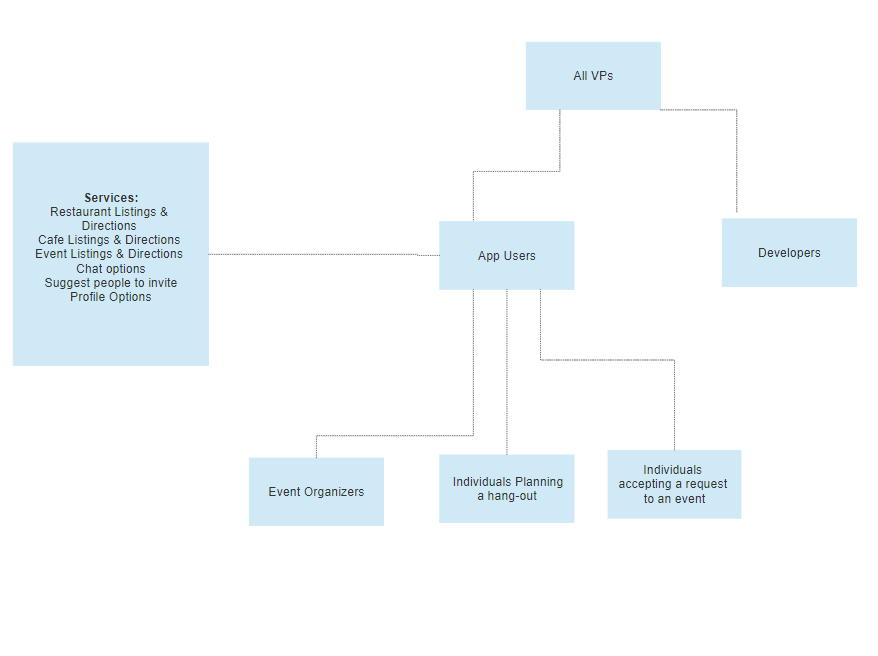 All VPs
Services:
Restaurant Listings &
Directions
Cafe Listings & Directions
Event Listings & Directions
Chat options
Suggest people to invite
Profile Options
App Users
Developers
Event Organizers
Individuals Planning
a hang-out
Individuals
accepting a request
to an event